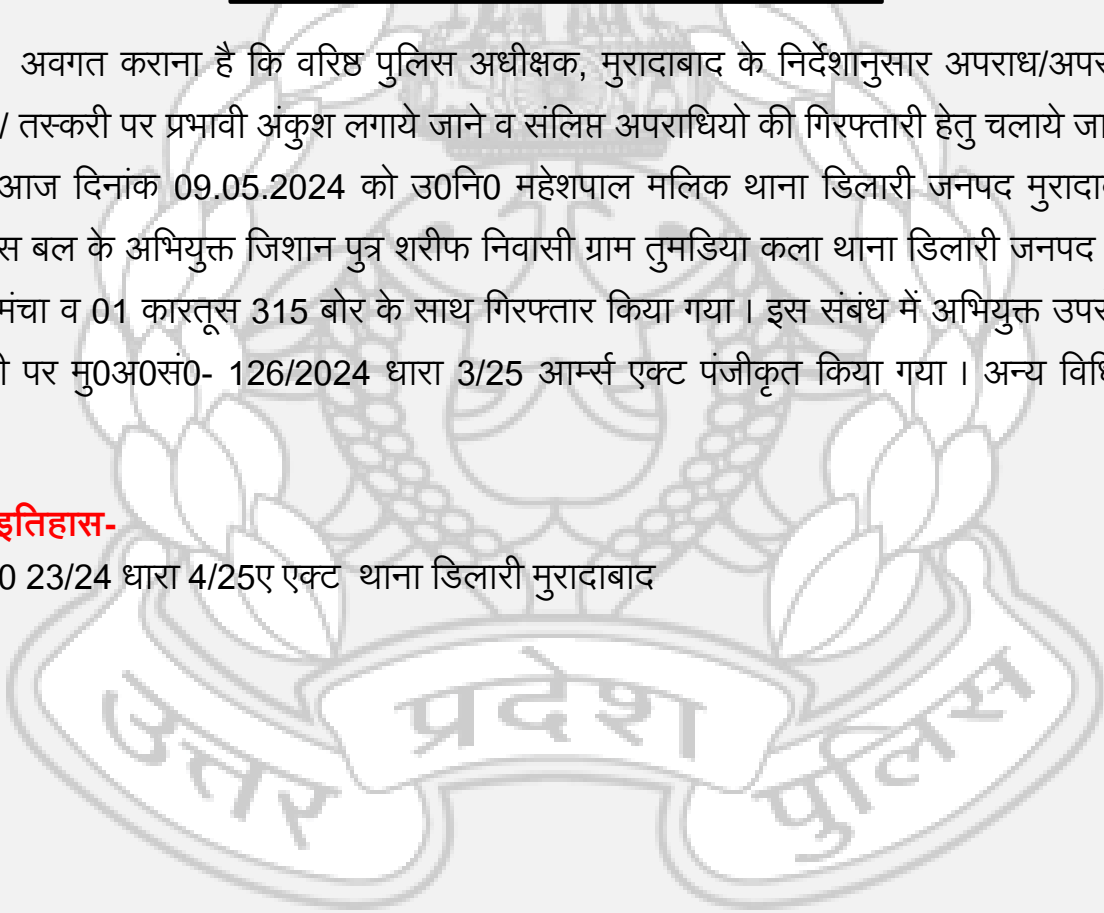 अवगत कराना है कि वरिष्ठ पुलिस अधीक्षक, मुरादाबाद के निर्देशानुसार अपराध/अपर
/ तस्करी पर प्रभावी अंकुश लगाये जाने व संलिप्त अपराधियो की गिरफ्तारी हेतु चलाये जा
आज दिनांक 09.05.2024 को उ0नि0 महेशपाल मलिक थाना डिलारी जनपद मुरादाब
स बल के अभियुक्त जिशान पुत्र शरीफ निवासी ग्राम तुमडिया कला थाना डिलारी जनपद
मंचा व 01 कारतूस 315 बोर के साथ गिरफ्तार किया गया। इस संबंध में अभियुक्त उपर
पर मु0अ0सं0- 126/2024 धारा 3/25 आर्म्स एक्ट पंजीकृत किया गया । अन्य विधि
इतिहास-
0 23/24 धारा 4/25ए एक्ट थाना डिलारी मुरादाबाद
उत्तर प्रदेश पुलिस